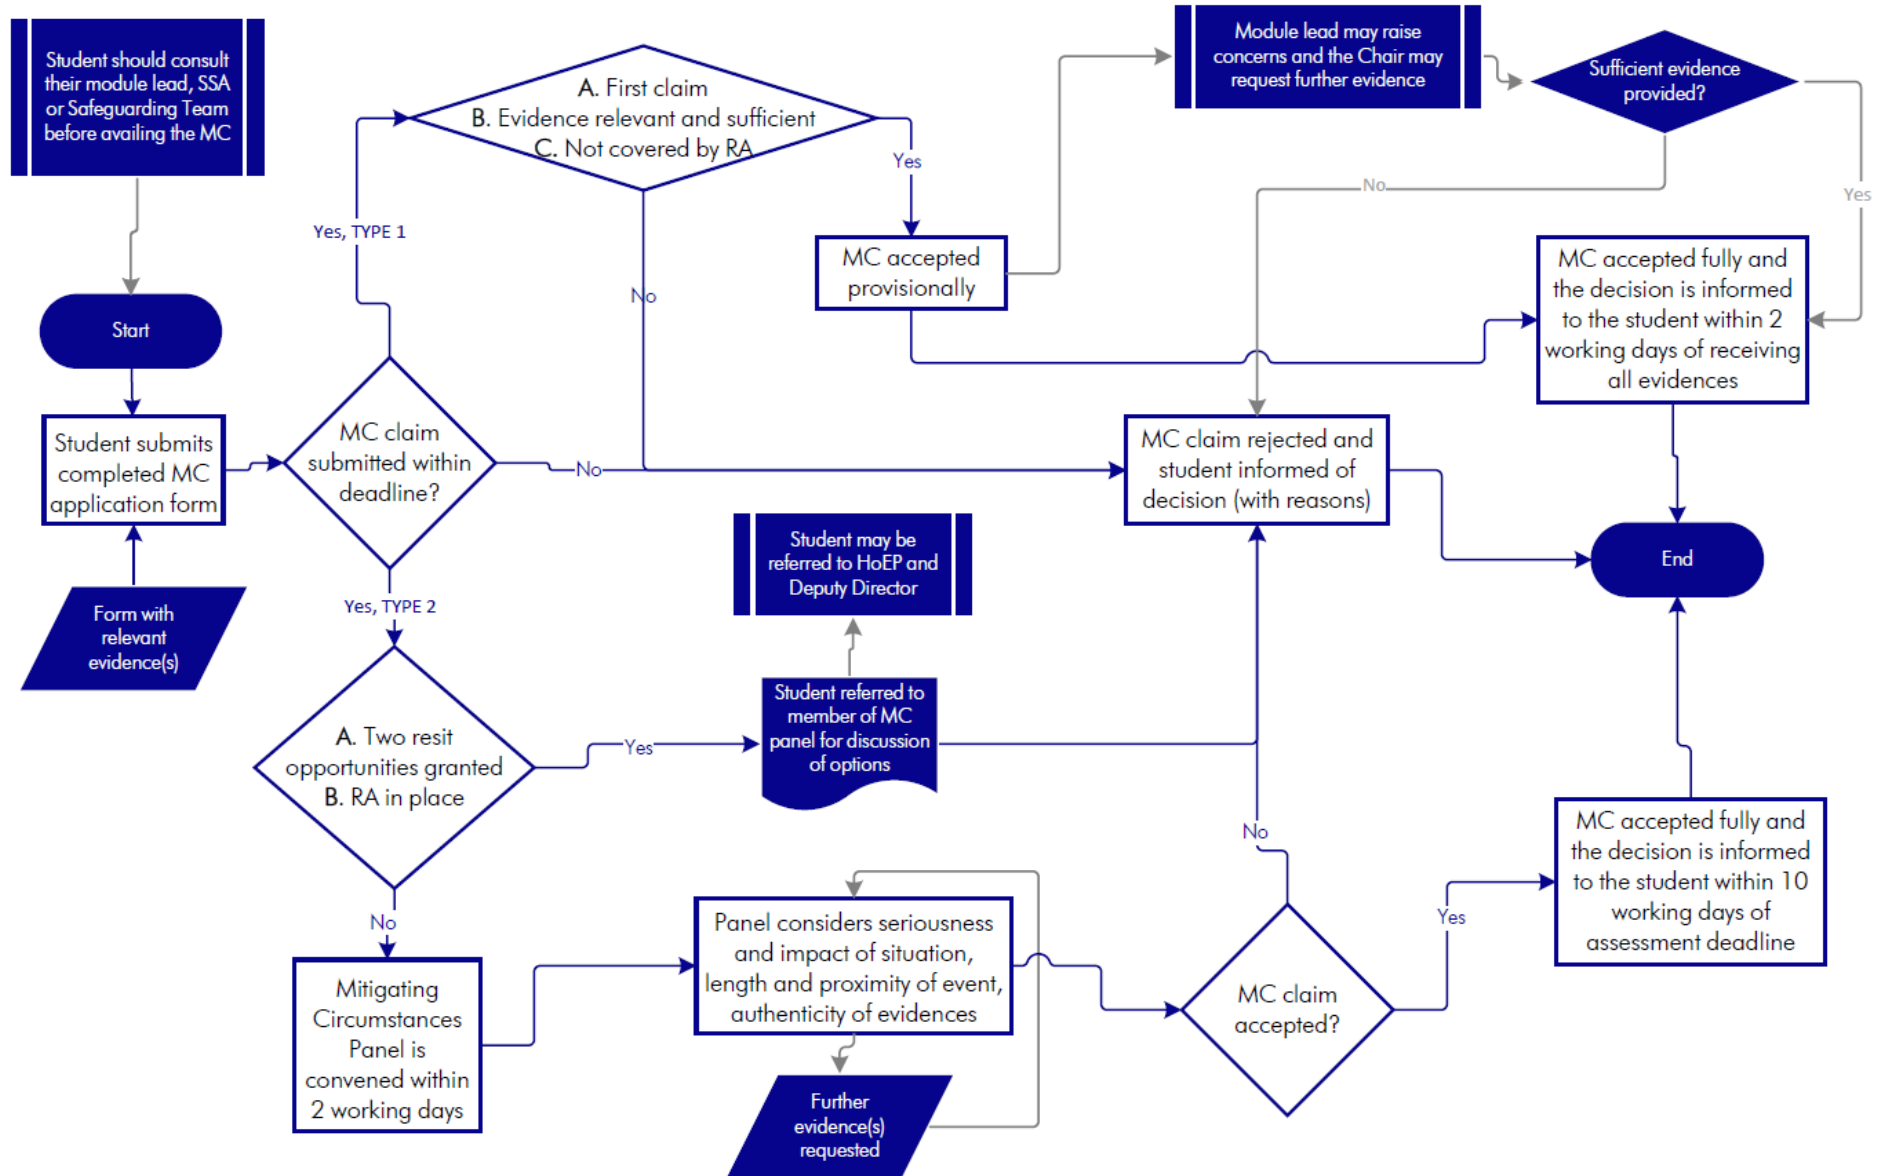 Student should consult
their module lead, SSA
or Safeguarding Team
before availing the MC
Start
Student submits
completed MC
application form
Form with
relevant
evidence(s)
MC claim
submitted within
deadline?
Yes, TYPE 1
A. First claim
B. Evidence relevant and sufficient
C. Not covered by RA
Yes
No
MC accepted
provisionally
Module lead may raise
concerns and the Chair may
request further evidence
Sufficient evidence
provided?
No
Yes
MC accepted fully and
the decision is informed
to the student within 2
working days of receiving
all evidences
No
MC claim rejected and
student informed of
decision (with reasons)
End
Yes, TYPE 2
A. Two resit
opportunities granted
B. RA in place
Yes
Student referred to
member of MC
panel for discussion
of options
Student may be
referred to HoEP and
Deputy Director
No
Mitigating
Circumstances
Panel is
convened within
2 working days
Panel considers seriousness
and impact of situation,
length and proximity of event,
authenticity of evidences
Further
evidence(s)
requested
MC claim
accepted?
No
Yes
MC accepted fully and
the decision is informed
to the student within 10
working days of
assessment deadline